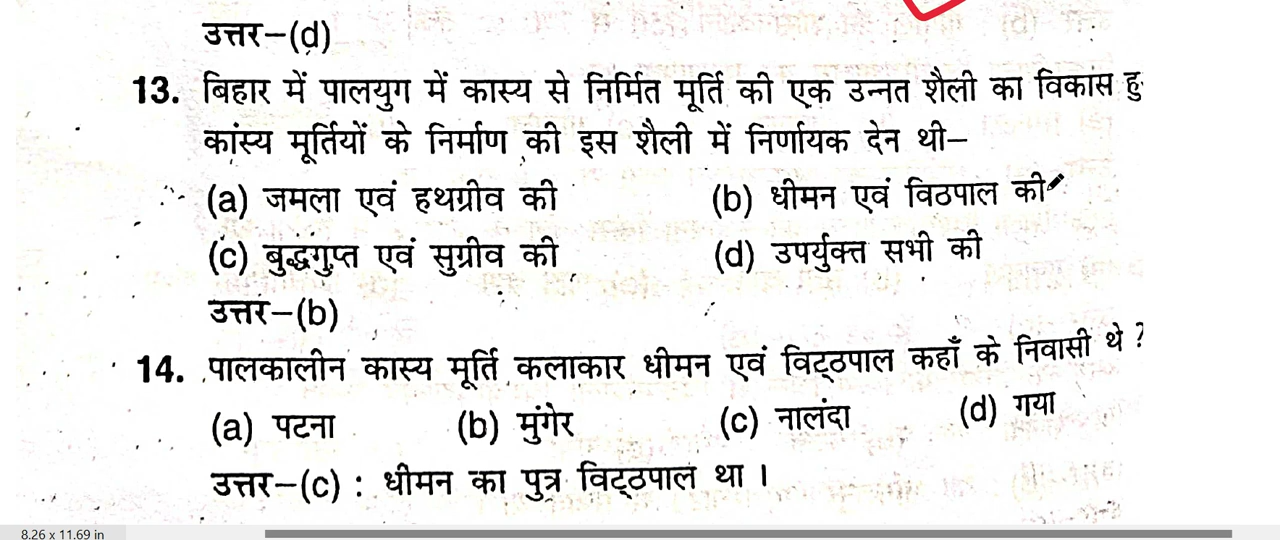 उत्तर–(d)
13. बिहार में पालयुग में कास्य से निर्मित मूर्ति की एक उन्नत शैली का विकास हु
कांस्य मूर्तियों के निर्माण की इस शैली में निर्णायक देन थी–
(a) जमला एवं हथग्रीव की (b) धीमन एवं विठपाल की
(c) बुद्धगुप्त एवं सुग्रीव की (d) उपर्युक्त सभी की
उत्तर–(b)
14. पालकालीन कास्य मूर्ति कलाकार धीमन एवं विट्ठपाल कहाँ के निवासी थे ?
(a) पटना (b) मुंगेर (c) नालंदा (d) गया
उत्तर–(c) : धीमन का पुत्र विट्ठपाल था ।
8.26 x 11.69 in